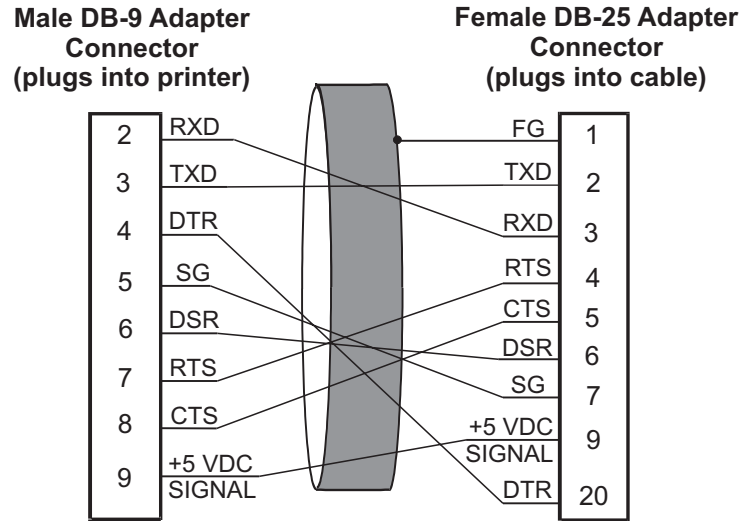 Male DB-9 Adapter
Connector
(plugs into printer)
Female DB-25 Adapter
Connector
(plugs into cable)
2 RXD
3 TXD
4 DTR
5 SG
6 DSR
7 RTS
8 CTS
9 +5 VDC
SIGNAL
FG 1
TXD 2
RXD 3
RTS 4
CTS 5
DSR 6
SG 7
+5 VDC 9
SIGNAL
DTR 20